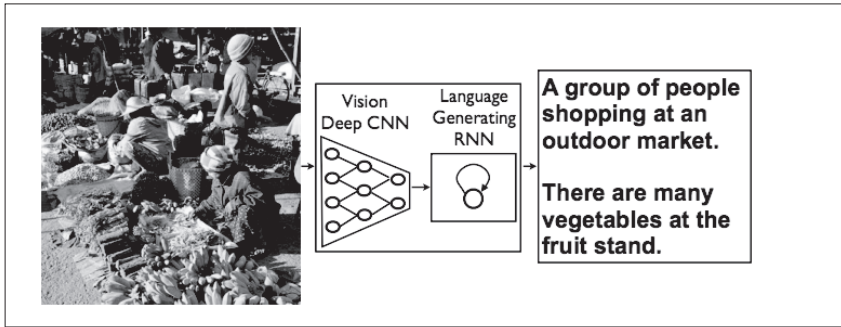 Vision
Deep CNN
Language
Generating
RNN
A group of people
shopping at an
outdoor market.
There are many
vegetables at the
fruit stand.